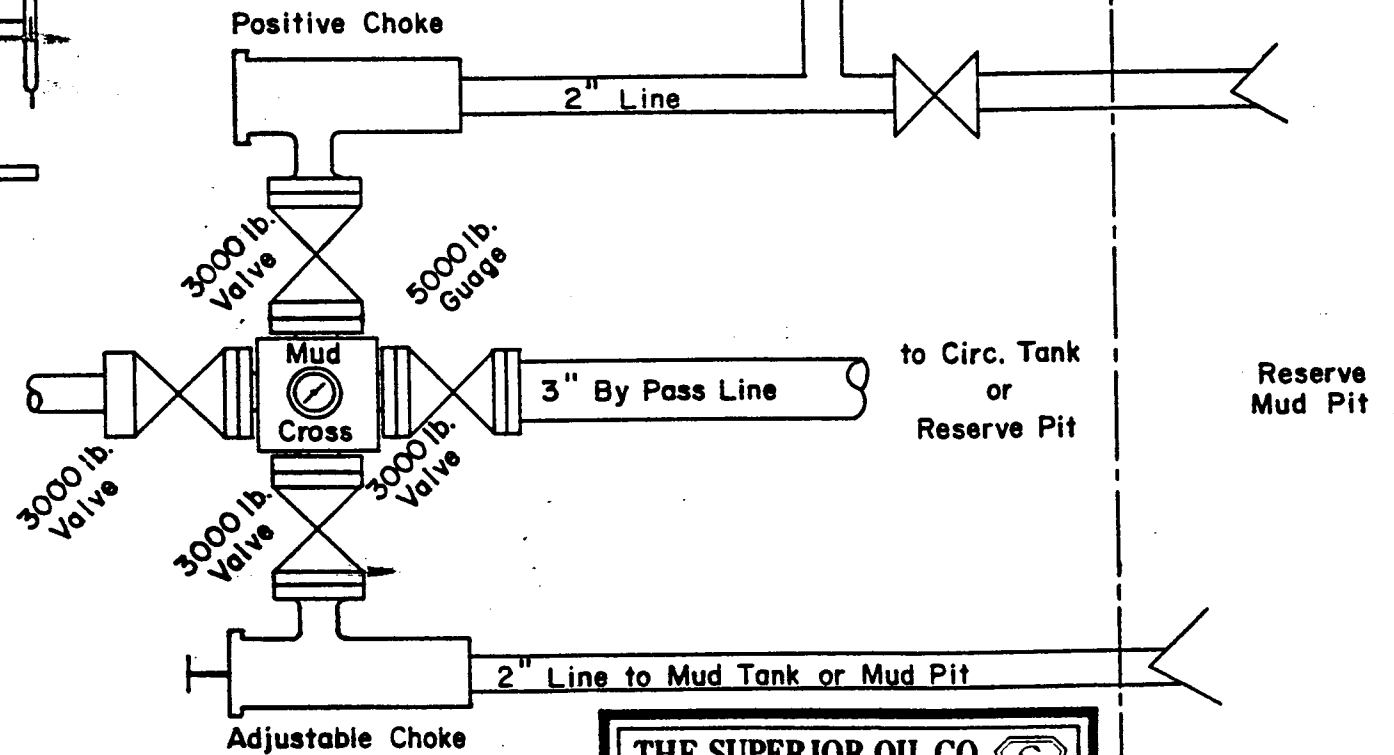 Positive Choke
2" Line
3000 lb.
Valve
5000 lb.
Guage
Mud
Cross
3" By Pass Line
to Circ. Tank
or
Reserve Pit
Reserve
Mud Pit
3000 lb.
Valve
3000 lb.
Valve
3000 lb.
Valve
2" Line to Mud Tank or Mud Pit
Adjustable Choke
THE SUPERIOR OIL CO